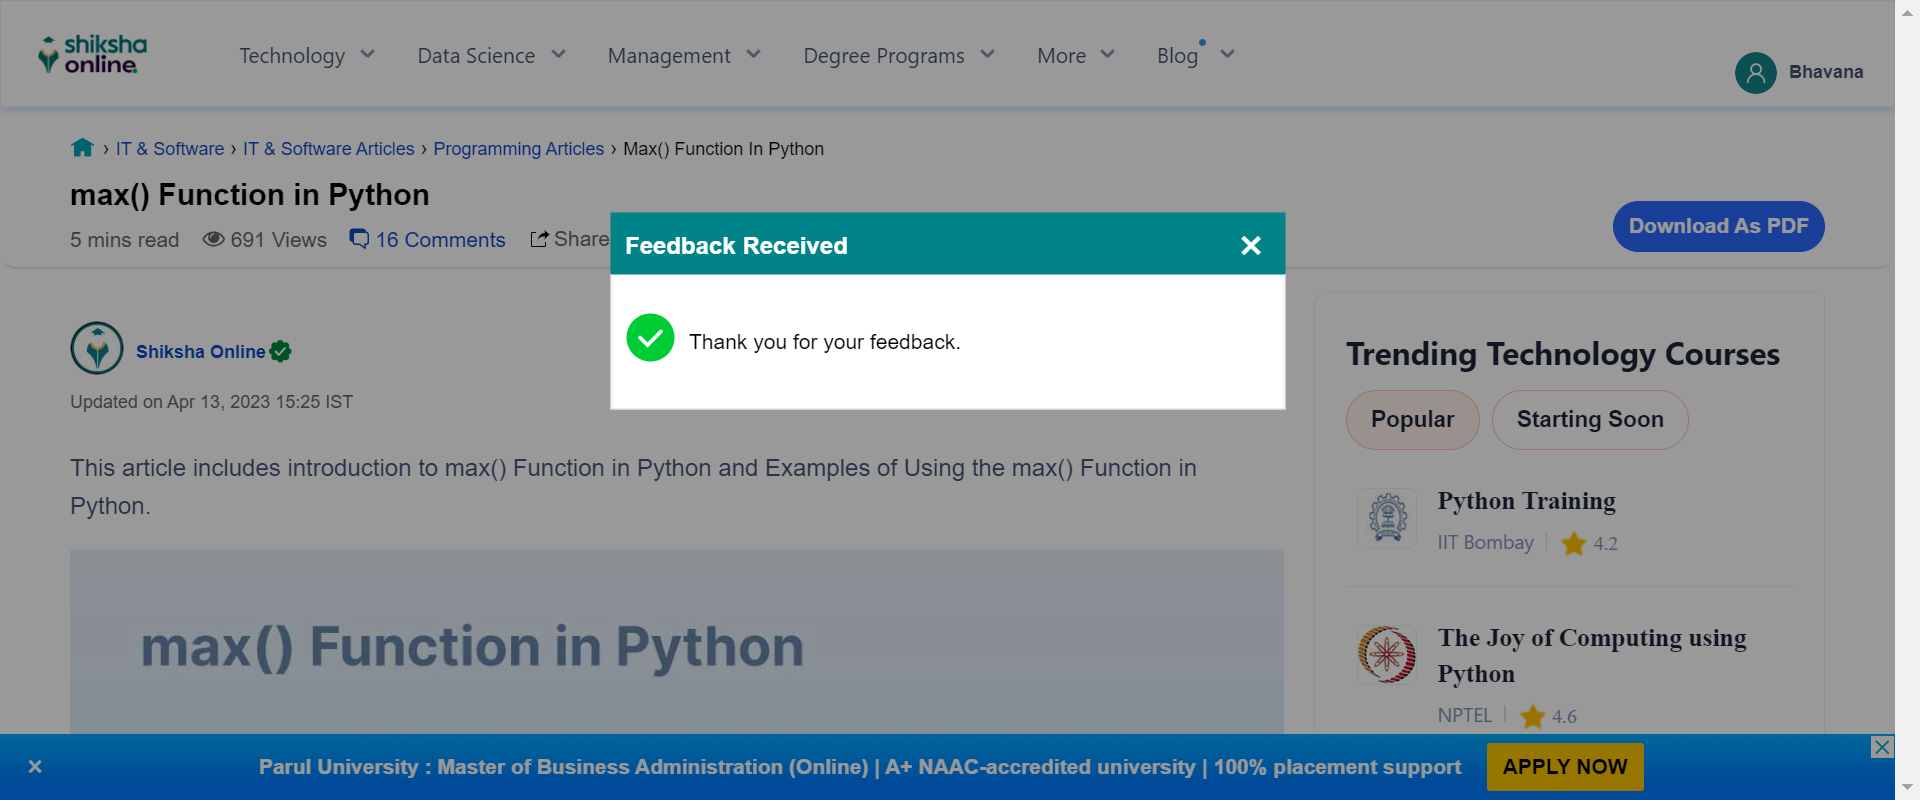 shiksha
online
Technology
Data Science
Management
Degree Programs
More
Blog
Bhavana
› IT & Software › IT & Software Articles › Programming Articles › Max() Function In Python
max() Function in Python
5 mins read
691 Views
16 Comments
Share
Download As PDF
Feedback Received
Thank you for your feedback.
Shiksha Online
Updated on Apr 13, 2023 15:25 IST
This article includes introduction to max() Function in Python and Examples of Using the max() Function in
Python.
max() Function in Python
Trending Technology Courses
Popular
Starting Soon
Python Training
IIT Bombay
4.2
The Joy of Computing using
Python
NPTEL
4.6
Parul University : Master of Business Administration (Online) | A+ NAAC-accredited university | 100% placement support
APPLY NOW